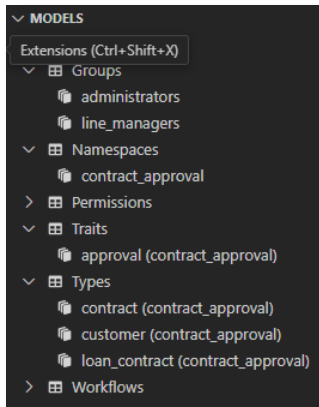 MODELS
Extensions (Ctrl+Shift+X)
Groups
administrators
line_managers
Namespaces
contract_approval
Permissions
Traits
approval (contract_approval)
Types
contract (contract_approval)
customer (contract_approval)
loan_contract (contract_approval)
Workflows